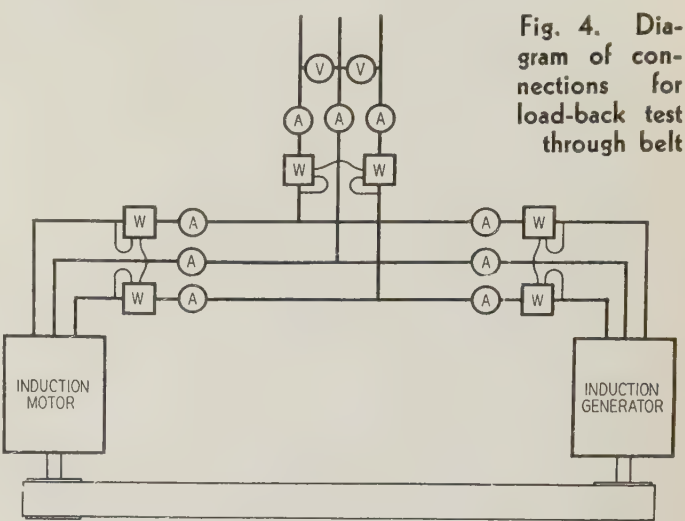 Fig. 4. Dia-
gram of con-
nections for
load-back test
through belt
V V
A A A
W W
W A A W
A A
W A A W
INDUCTION
MOTOR
INDUCTION
GENERATOR